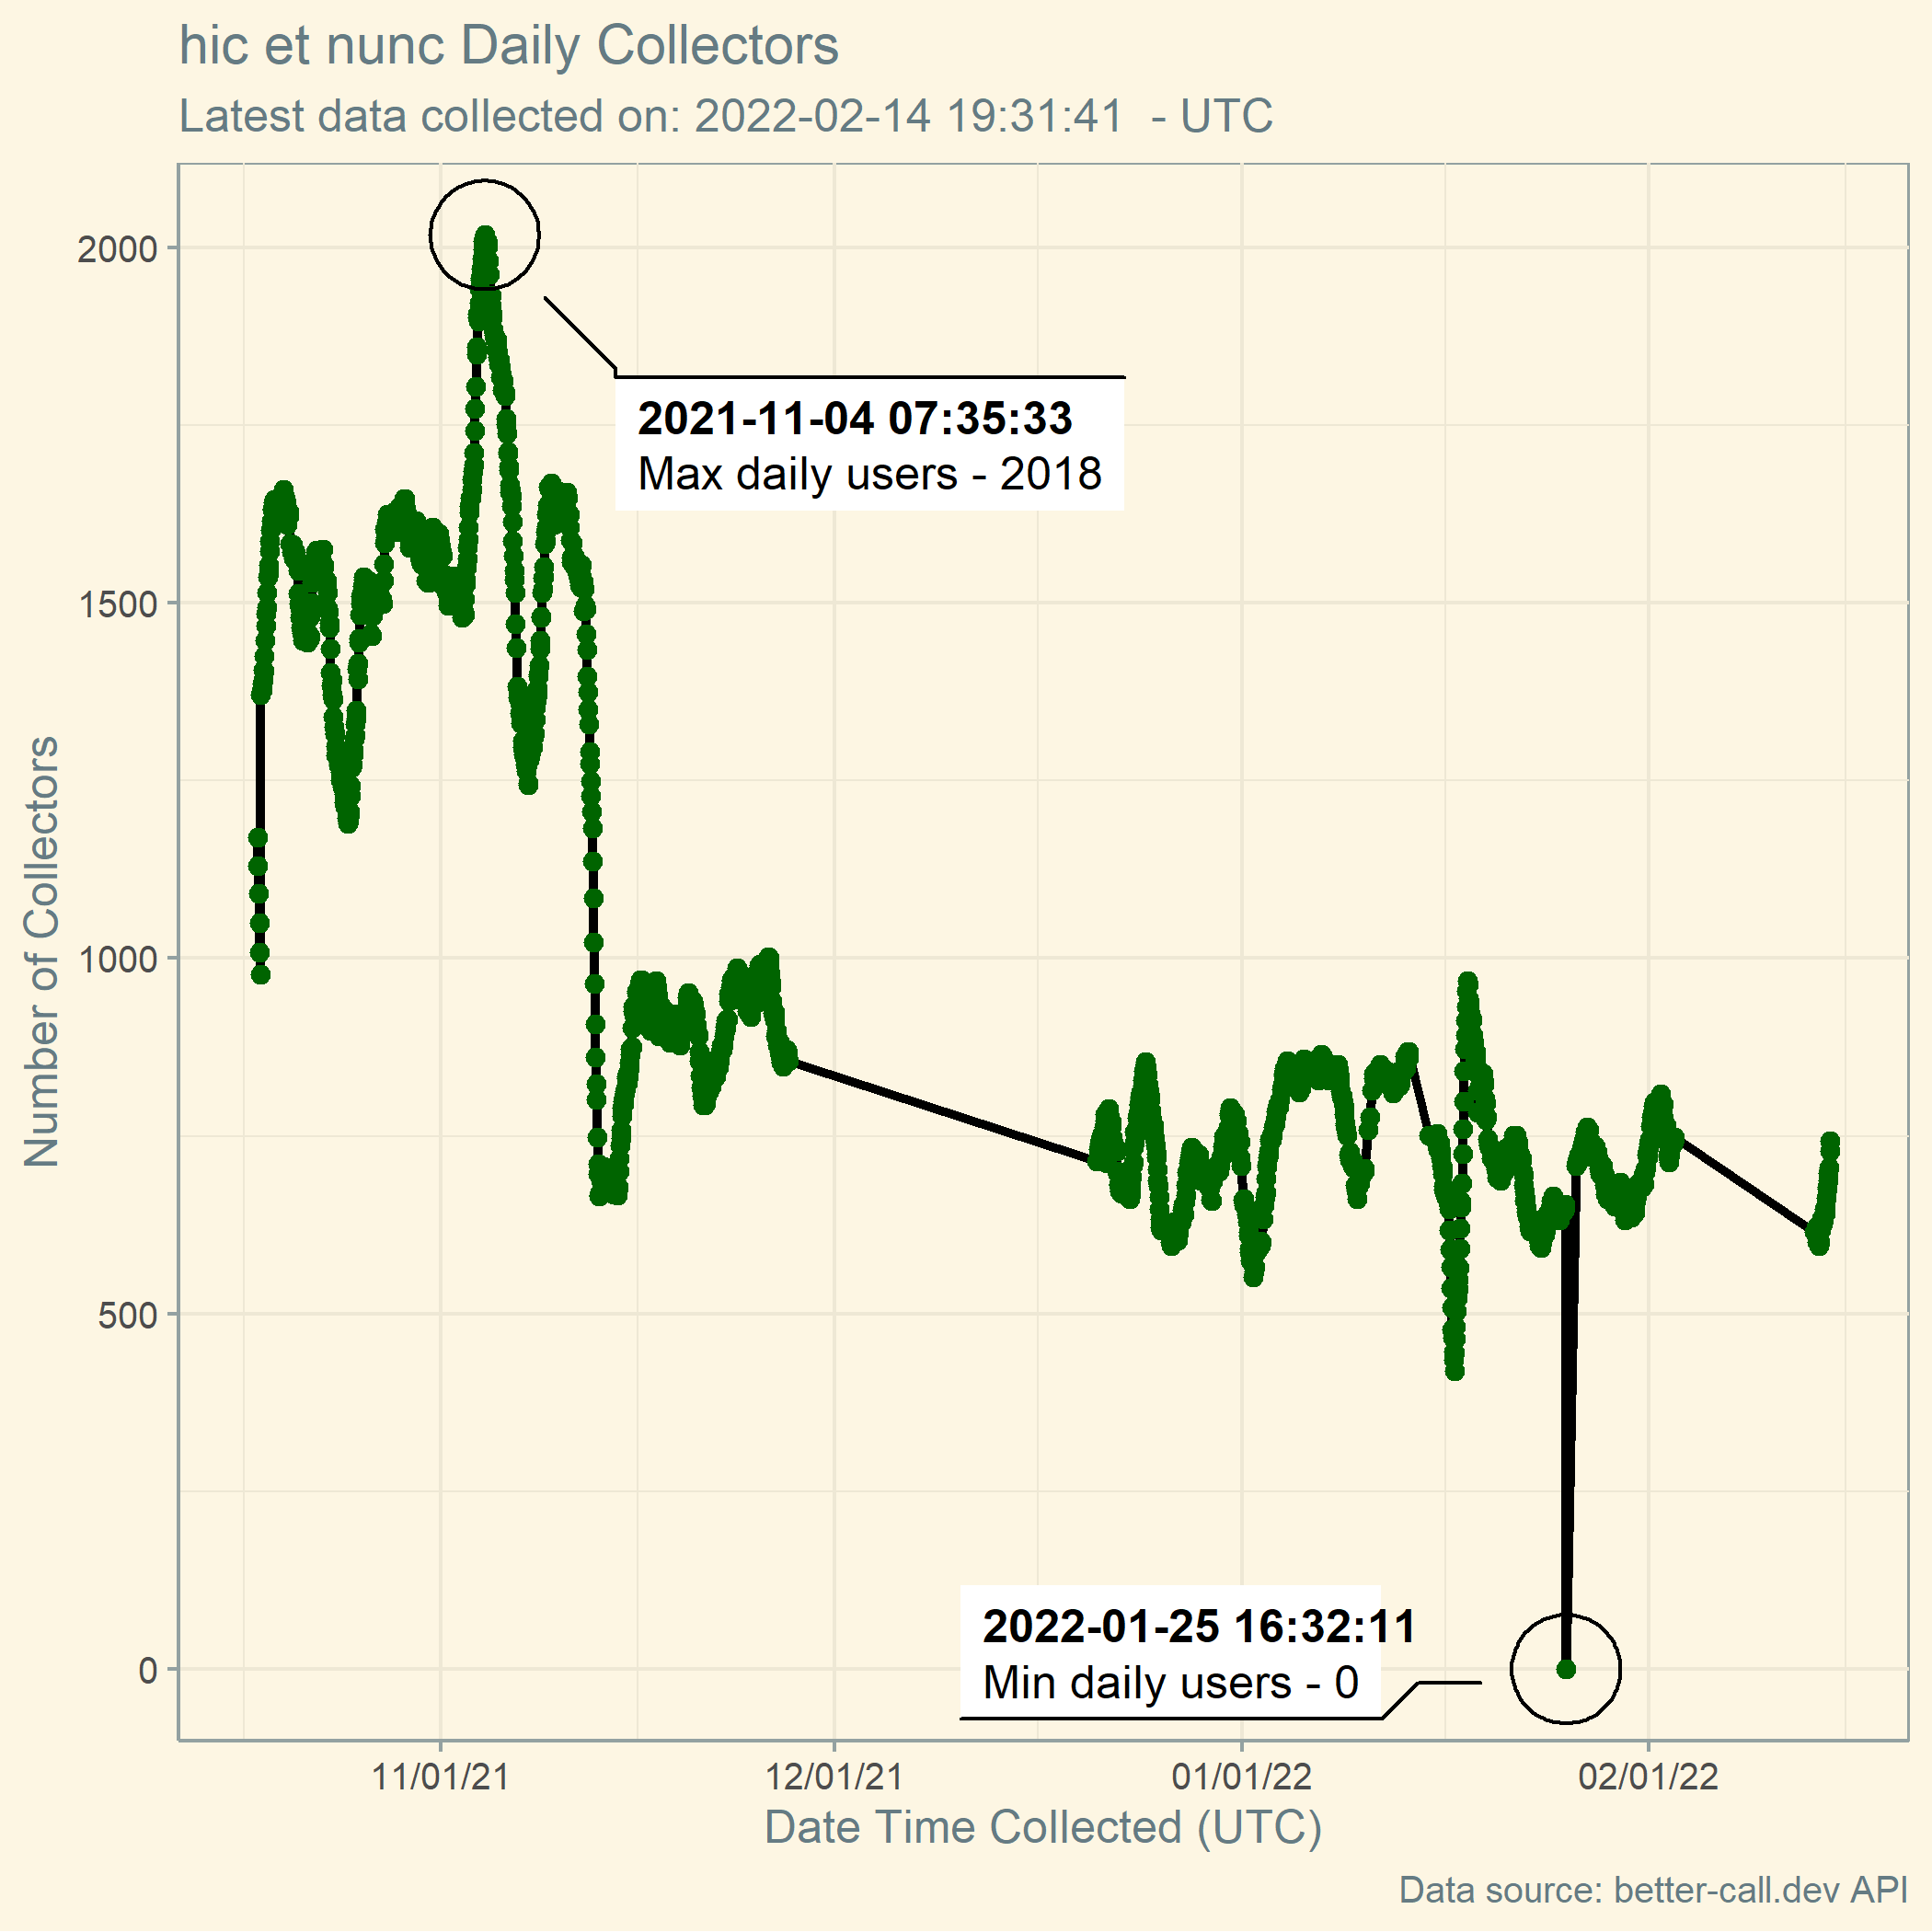 hic et nunc Daily Collectors
Latest data collected on: 2022-02-14 19:31:41  - UTC
Number of Collectors
2000
1500
1000
500
0
2021-11-04 07:35:33
Max daily users - 2018
2022-01-25 16:32:11
Min daily users - 0
11/01/21
12/01/21
01/01/22
02/01/22
Date Time Collected (UTC)
Data source: better-call.dev API